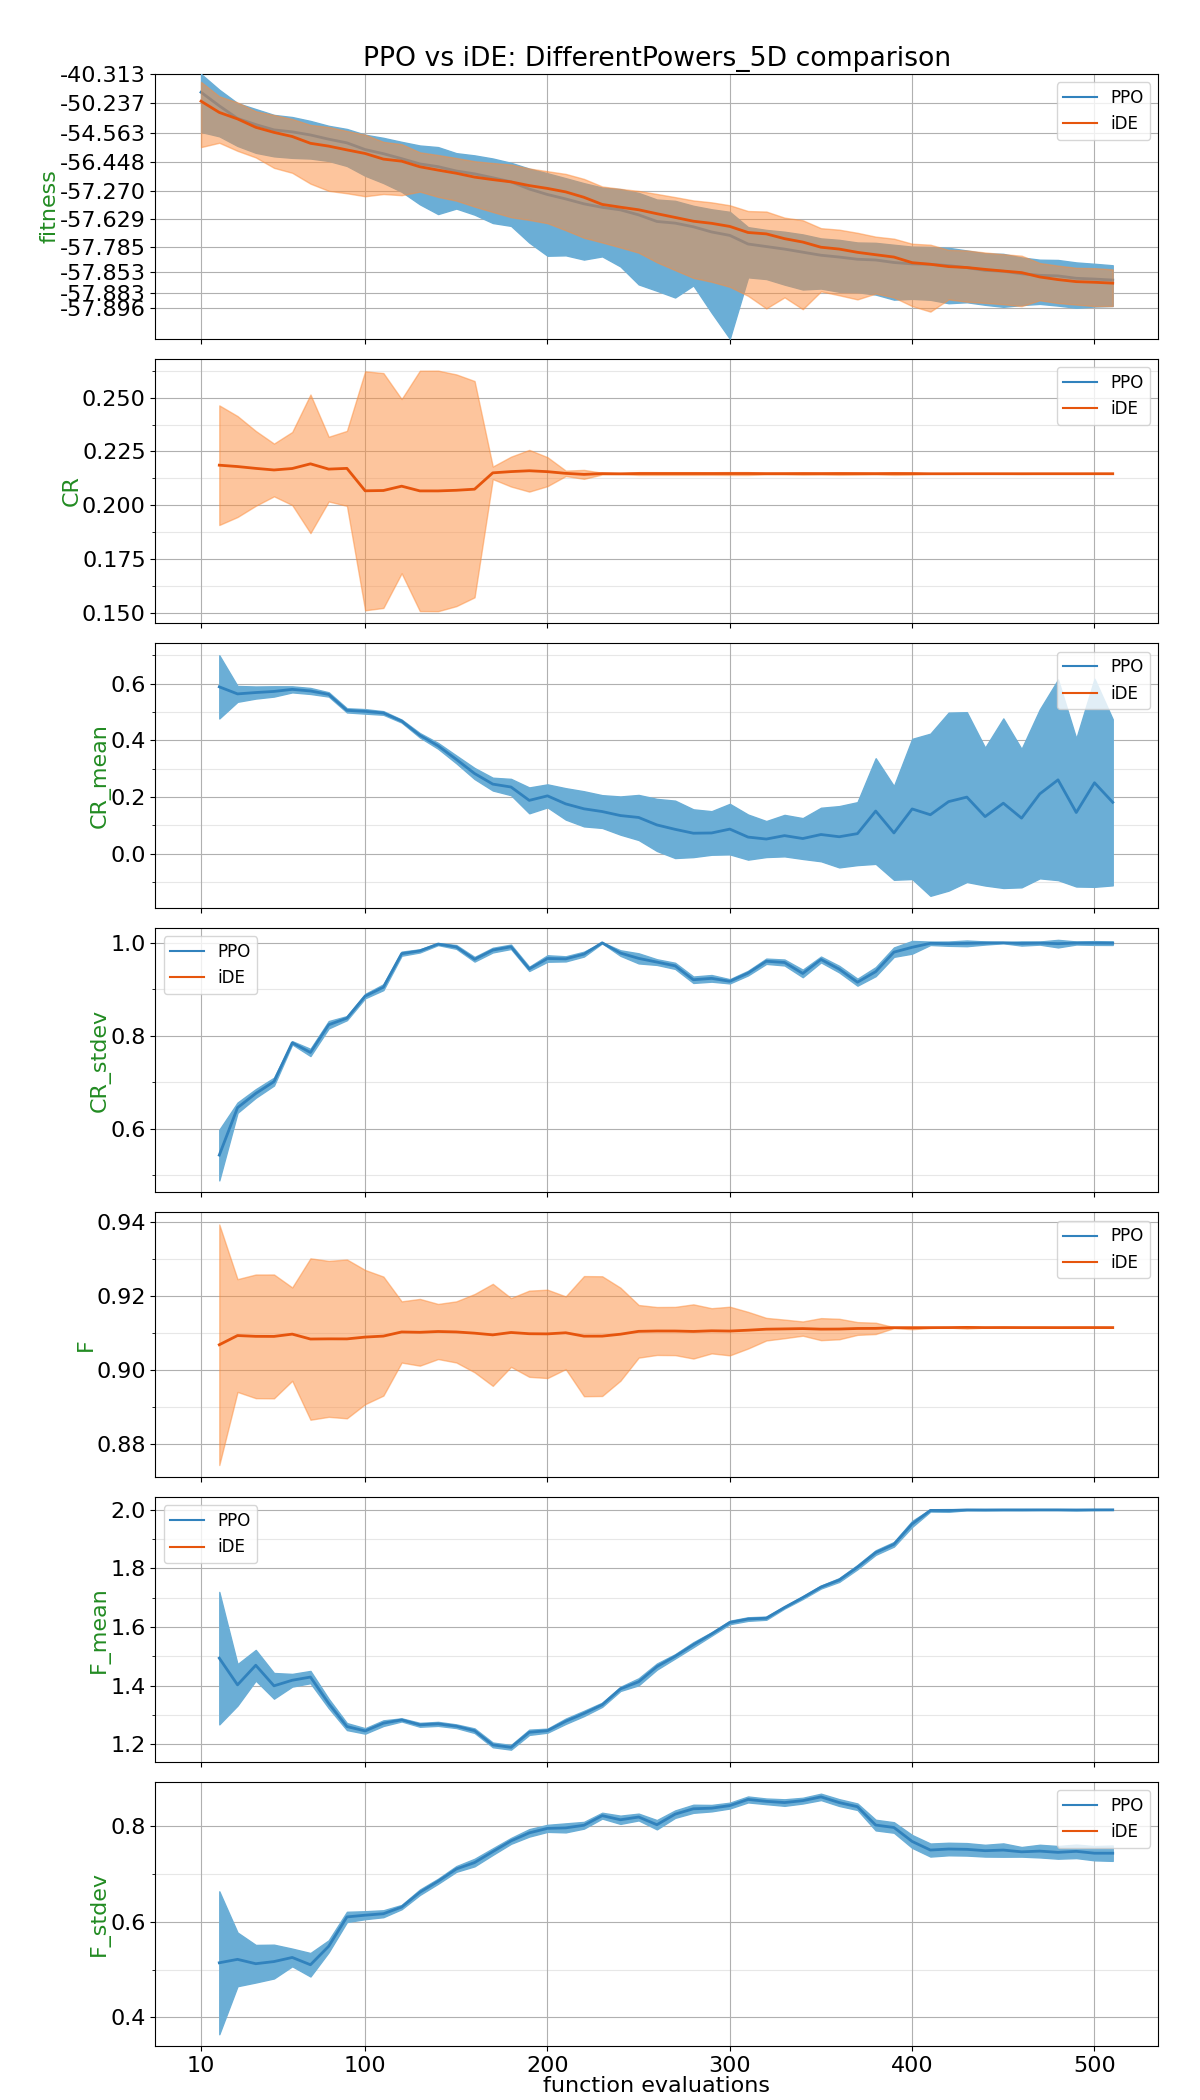 PPO vs iDE: DifferentPowers_5D comparison
fitness
-40.313
-50.237
-54.563
-56.448
-57.270
-57.629
-57.785
-57.853
-57.883
-57.896
PPO
iDE
CR
0.250
0.225
0.200
0.175
0.150
PPO
iDE
CR_mean
0.6
0.4
0.2
0.0
PPO
iDE
CR_stdev
1.0
0.8
0.6
PPO
iDE
F
0.94
0.92
0.90
0.88
PPO
iDE
F_mean
2.0
1.8
1.6
1.4
1.2
PPO
iDE
F_stdev
0.8
0.6
0.4
PPO
iDE
10 100 200 300 400 500
function evaluations